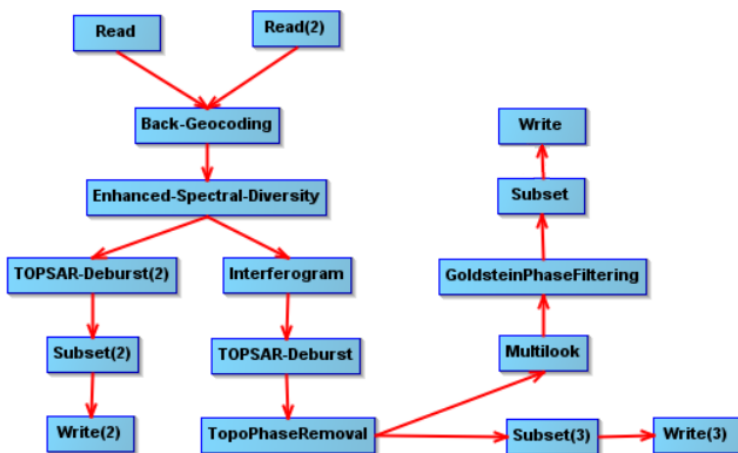 Read
Read(2)
Back-Geocoding
Write
Enhanced-Spectral-Diversity
Subset
TOPSAR-Deburst(2)
Interferogram
GoldsteinPhaseFiltering
Subset(2)
TOPSAR-Deburst
Multilook
Write(2)
TopoPhaseRemoval
Subset(3)
Write(3)